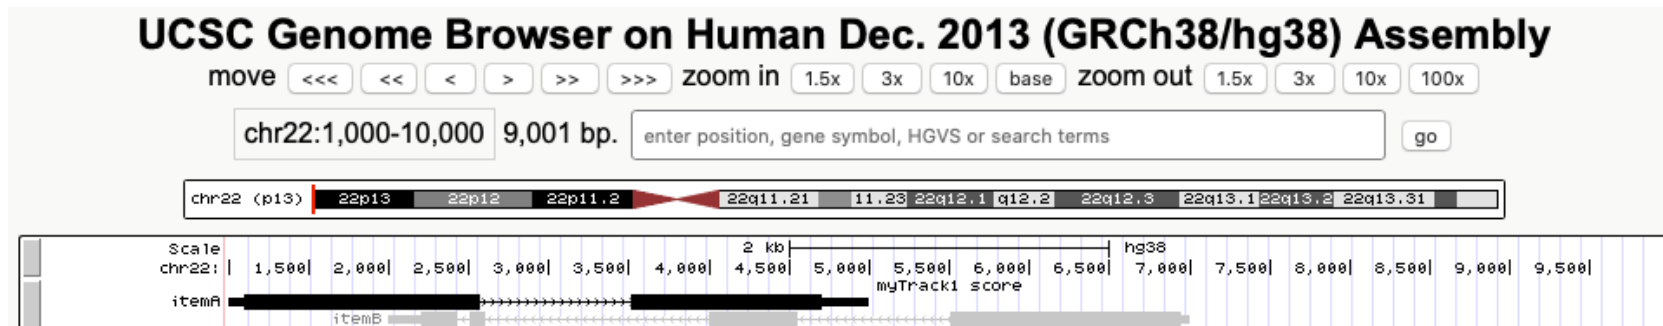 UCSC Genome Browser on Human Dec. 2013 (GRCh38/hg38) Assembly
move <<< << < > >> >>> zoom in 1.5x 3x 10x base zoom out 1.5x 3x 10x 100x
chr22:1,000-10,000 9,001 bp. enter position, gene symbol, HGVS or search terms go
chr22 (p13) 22p13 22p12 22p11.2 22q11.21 11.23 22q12.1 q12.2 22q12.3 22q13.1 22q13.2 22q13.31
Scale 2 kb hg38
chr22: 1,500 2,000 2,500 3,000 3,500 4,000 4,500 5,000 5,500 6,000 6,500 7,000 7,500 8,000 8,500 9,000 9,500
myTrack1 score
itemA
itemB